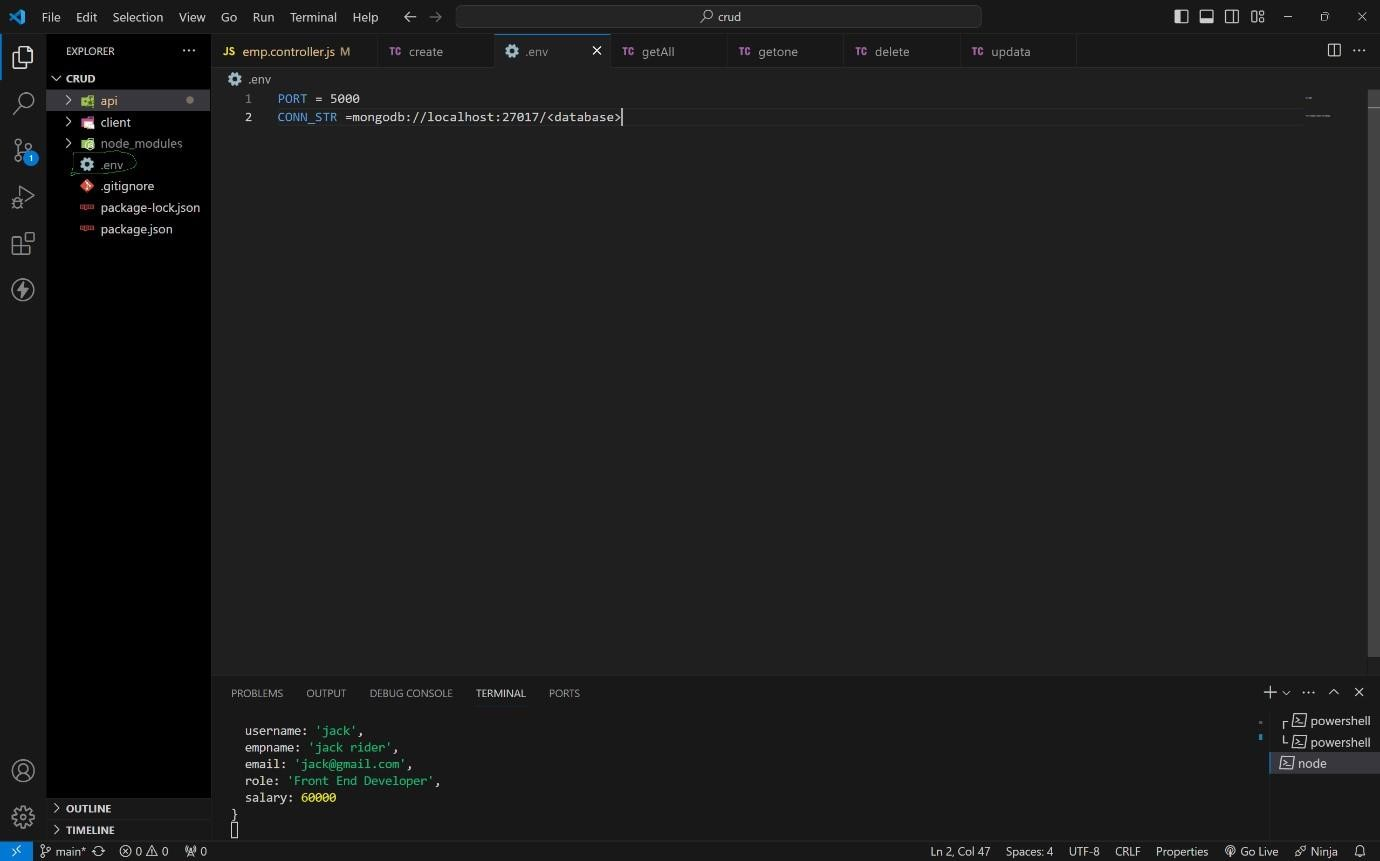 File Edit Selection View Go Run Terminal Help
crud
EXPLORER
JS emp.controller.js M
TC create
.env
TC getAll
TC getone
TC delete
TC updata
CRUD
api
client
node_modules
.env
.gitignore
package-lock.json
package.json
.env
1 PORT = 5000
2 CONN_STR =mongodb://localhost:27017/<database>
1
PROBLEMS OUTPUT DEBUG CONSOLE TERMINAL PORTS
username: 'jack',
empname: 'jack rider',
email: 'jack@gmail.com',
role: 'Front End Developer',
salary: 60000
}
powershell
powershell
node
OUTLINE
TIMELINE
main* 0 0 0 Ln 2, Col 47 Spaces: 4 UTF-8 CRLF Properties Go Live Ninja